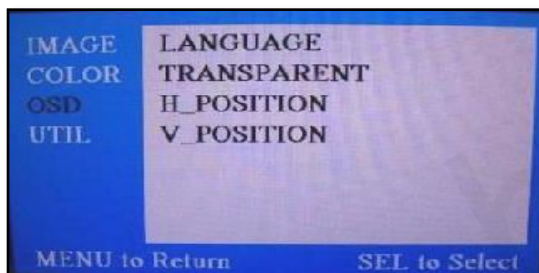 IMAGE LANGUAGE
COLOR TRANSPARENT
OSD H_POSITION
UTIL V_POSITION
MENU to Return SEL to Select